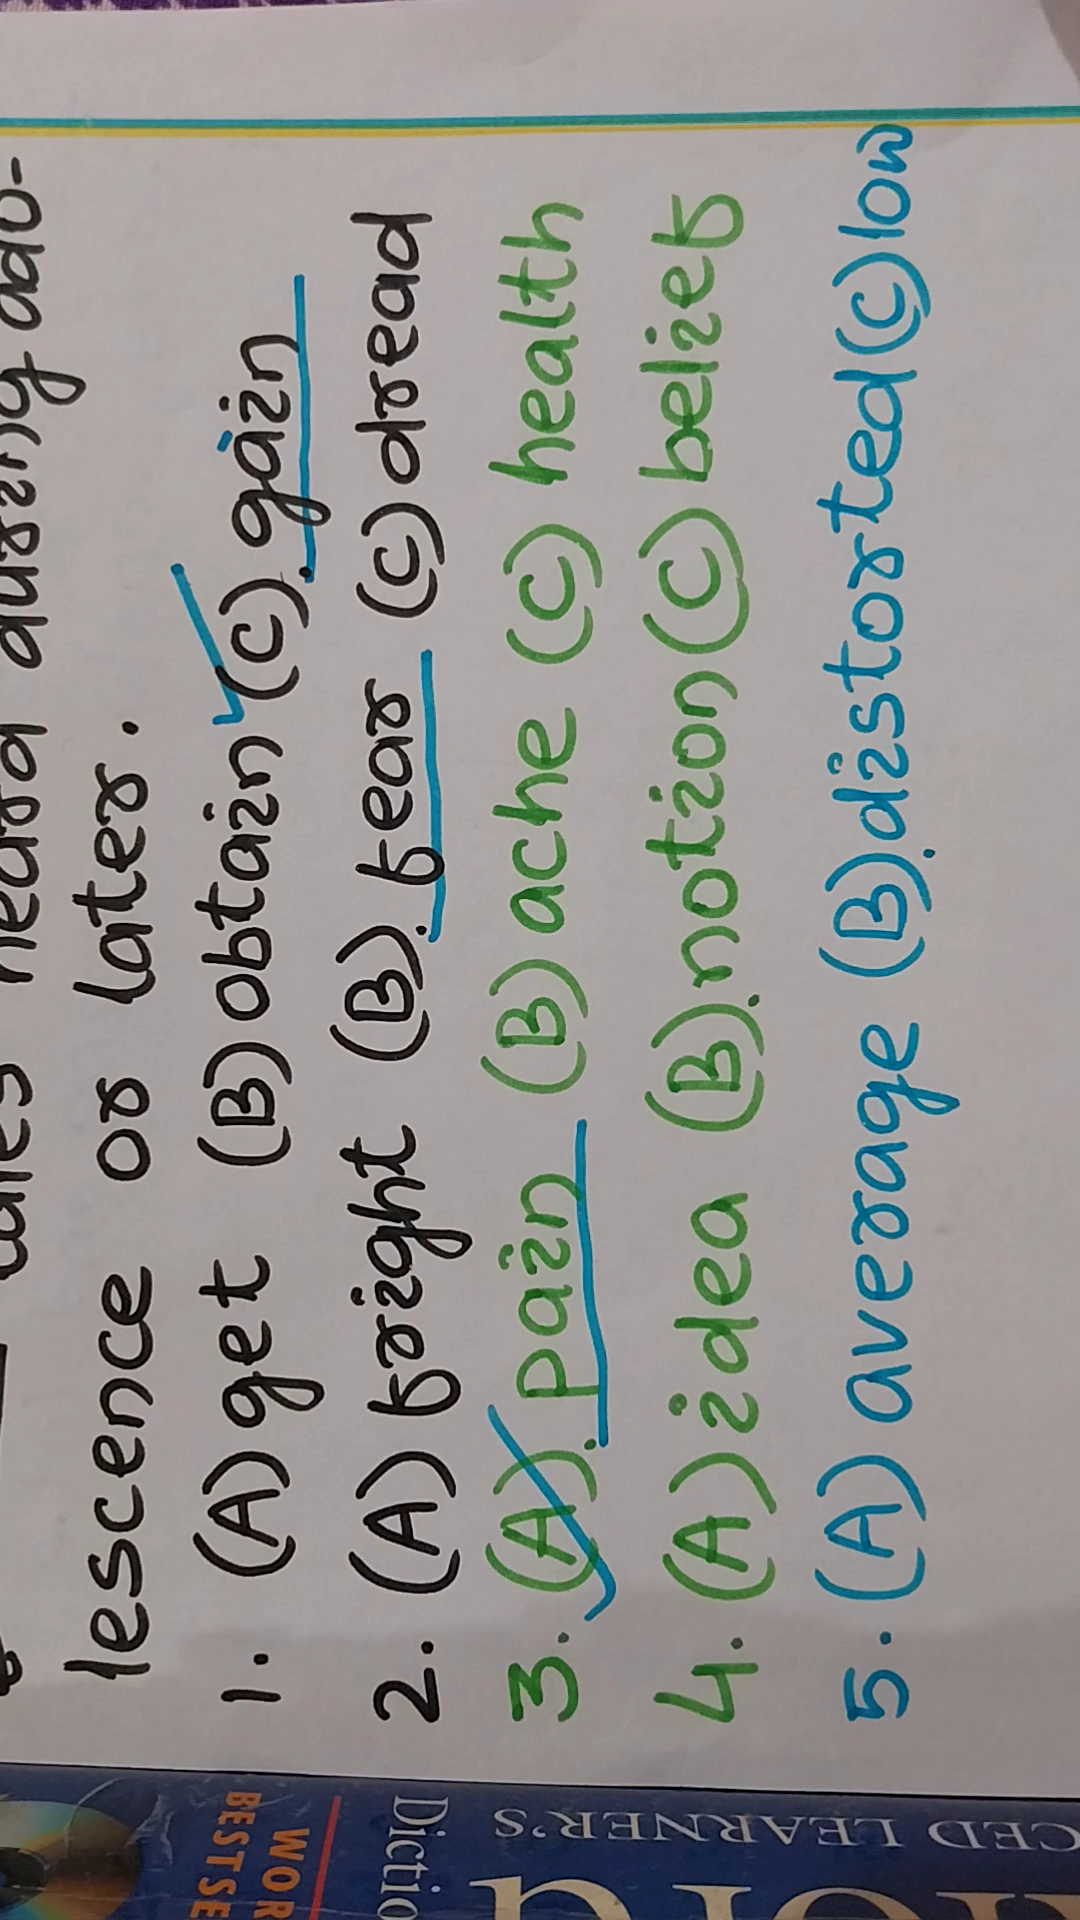 lescence or later.
1. (A) get (B) obtain (C) gain
2. (A) fright (B) fear (C) dread
3. (A) pain (B) ache (C) health
4. (A) idea (B) notion (C) belief
5. (A) average (B) distorted (C) low
WOR
BESTSE
Dictio
CED LEARNER'S